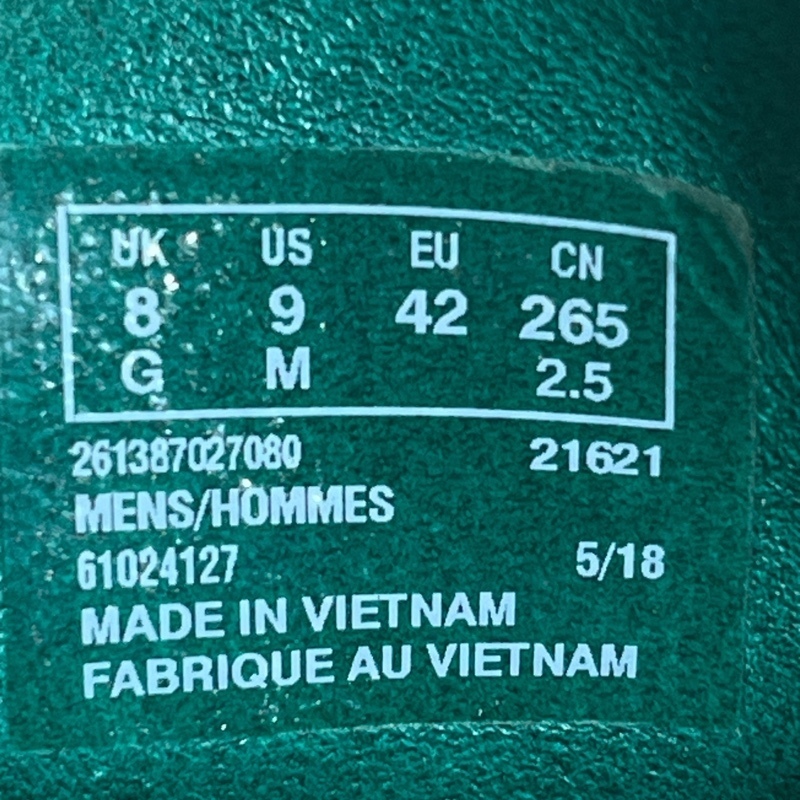 UK US EU CN
8 9 42 265
G M 2.5
261387027080 21621
MENS/HOMMES
61024127 5/18
MADE IN VIETNAM
FABRIQUE AU VIETNAM